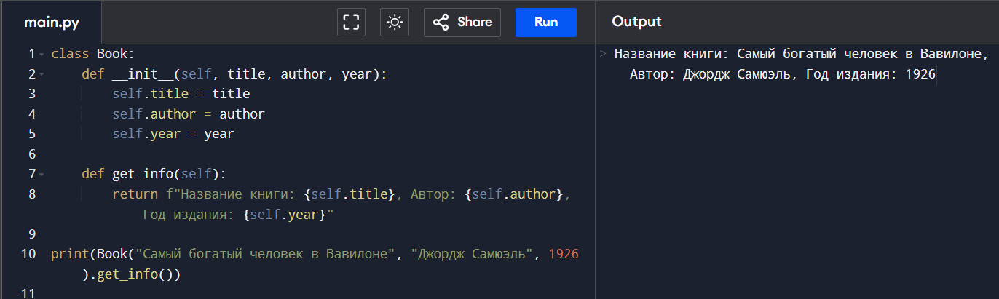 main.py
Share
Run
Output
1 class Book:
2     def __init__(self, title, author, year):
3         self.title = title
4         self.author = author
5         self.year = year
6
7     def get_info(self):
8         return f"Название книги: {self.title}, Автор: {self.author},
            Год издания: {self.year}"
9
10 print(Book("Самый богатый человек в Вавилоне", "Джордж Самюэль", 1926
    ).get_info())
11
> Название книги: Самый богатый человек в Вавилоне,
  Автор: Джордж Самюэль, Год издания: 1926